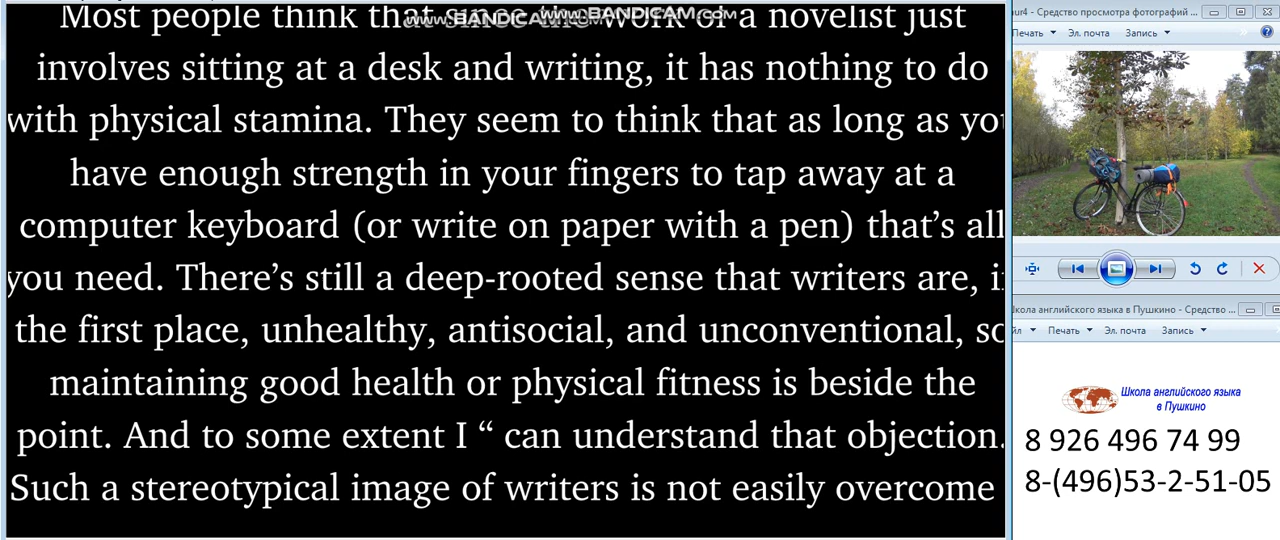 Most people think that since the work of a novelist just
involves sitting at a desk and writing, it has nothing to do
with physical stamina. They seem to think that as long as you
have enough strength in your fingers to tap away at a
computer keyboard (or write on paper with a pen) that’s all
you need. There’s still a deep-rooted sense that writers are, in
the first place, unhealthy, antisocial, and unconventional, so
maintaining good health or physical fitness is beside the
point. And to some extent I “ can understand that objection.
Such a stereotypical image of writers is not easily overcome
www.BANDICAM.com
www.BANDICAM.com
аur4 - Средство просмотра фотографий ...
Печать Эл. почта Запись
Школа английского языка в Пушкино - Средство ...
йл Печать Эл. почта Запись
Школа английского языка
в Пушкино
8 926 496 74 99
8-(496)53-2-51-05